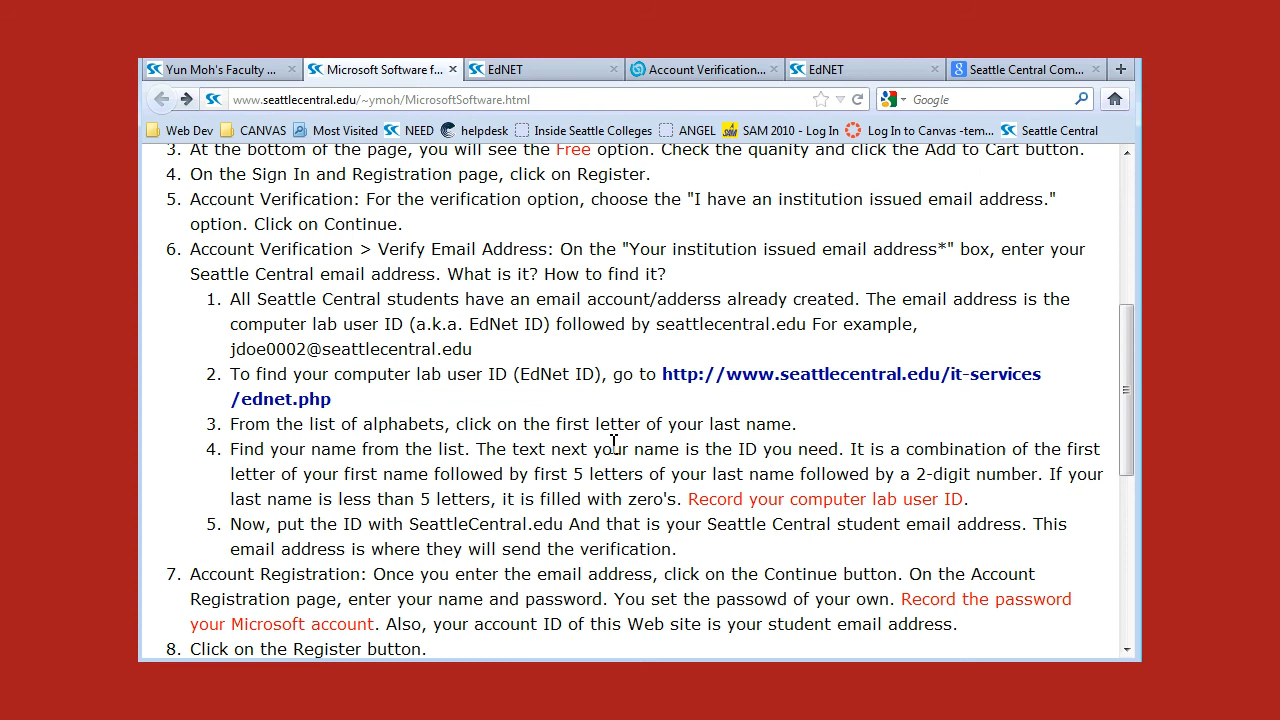 Yun Moh's Faculty ...
Microsoft Software f...
EdNET
Account Verification...
EdNET
Seattle Central Com...
www.seattlecentral.edu/~ymoh/MicrosoftSoftware.html
Google
Web Dev CANVAS Most Visited NEED helpdesk Inside Seattle Colleges ANGEL SAM 2010 - Log In Log In to Canvas -tem... Seattle Central
3. At the bottom of the page, you will see the Free option. Check the quanity and click the Add to Cart button.
4. On the Sign In and Registration page, click on Register.
5. Account Verification: For the verification option, choose the "I have an institution issued email address."
option. Click on Continue.
6. Account Verification > Verify Email Address: On the "Your institution issued email address*" box, enter your
Seattle Central email address. What is it? How to find it?
1. All Seattle Central students have an email account/adderss already created. The email address is the
computer lab user ID (a.k.a. EdNet ID) followed by seattlecentral.edu For example,
jdoe0002@seattlecentral.edu
2. To find your computer lab user ID (EdNet ID), go to http://www.seattlecentral.edu/it-services
/ednet.php
3. From the list of alphabets, click on the first letter of your last name.
4. Find your name from the list. The text next your name is the ID you need. It is a combination of the first
letter of your first name followed by first 5 letters of your last name followed by a 2-digit number. If your
last name is less than 5 letters, it is filled with zero's. Record your computer lab user ID.
5. Now, put the ID with SeattleCentral.edu And that is your Seattle Central student email address. This
email address is where they will send the verification.
7. Account Registration: Once you enter the email address, click on the Continue button. On the Account
Registration page, enter your name and password. You set the passowd of your own. Record the password
your Microsoft account. Also, your account ID of this Web site is your student email address.
8. Click on the Register button.